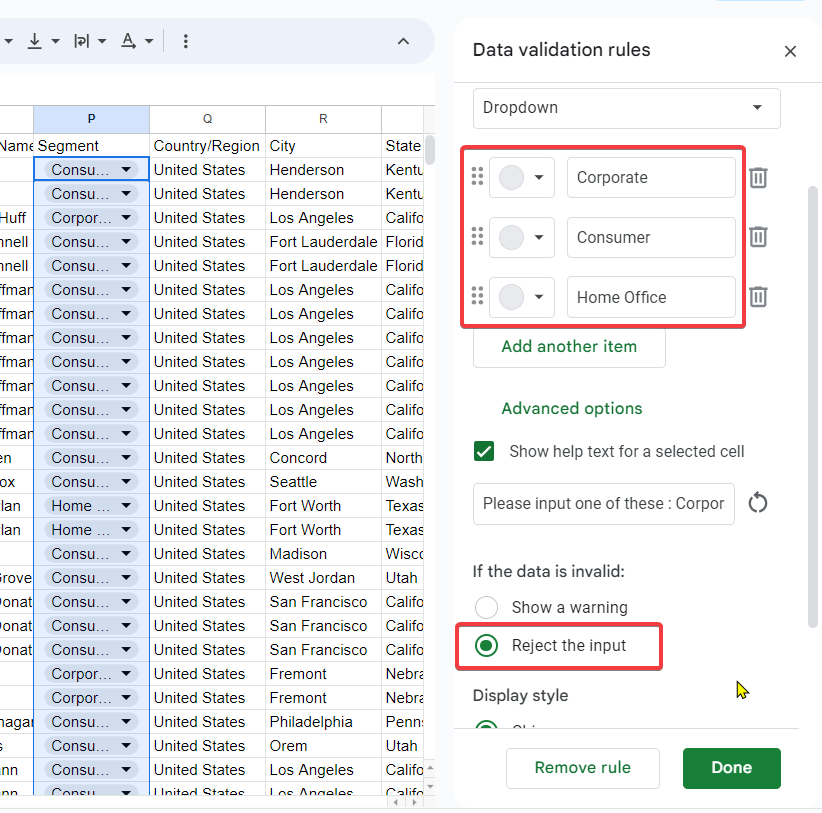 Data validation rules
Dropdown
P Q R
Name Segment Country/Region City State
Consu... United States Henderson Kentu
Consu... United States Henderson Kentu
Huff Corpor... United States Los Angeles Califo
nnell Consu... United States Fort Lauderdale Florid
nnell Consu... United States Fort Lauderdale Florid
ffman Consu... United States Los Angeles Califo
ffman Consu... United States Los Angeles Califo
ffman Consu... United States Los Angeles Califo
ffman Consu... United States Los Angeles Califo
ffman Consu... United States Los Angeles Califo
ffman Consu... United States Los Angeles Califo
ffman Consu... United States Los Angeles Califo
en Consu... United States Concord North
ox Consu... United States Seattle Wash
lan Home ... United States Fort Worth Texas
lan Home ... United States Fort Worth Texas
Consu... United States Madison Wisco
Grove Consu... United States West Jordan Utah
Donat Consu... United States San Francisco Califo
Donat Consu... United States San Francisco Califo
Donat Consu... United States San Francisco Califo
Corpor... United States Fremont Nebra
Corpor... United States Fremont Nebra
nagar Consu... United States Philadelphia Penns
s Consu... United States Orem Utah
ann Consu... United States Los Angeles Califo
ann Consu... United States Los Angeles Califo
Corporate
Consumer
Home Office
Add another item
Advanced options
Show help text for a selected cell
Please input one of these : Corpor
If the data is invalid:
Show a warning
Reject the input
Display style
Remove rule
Done